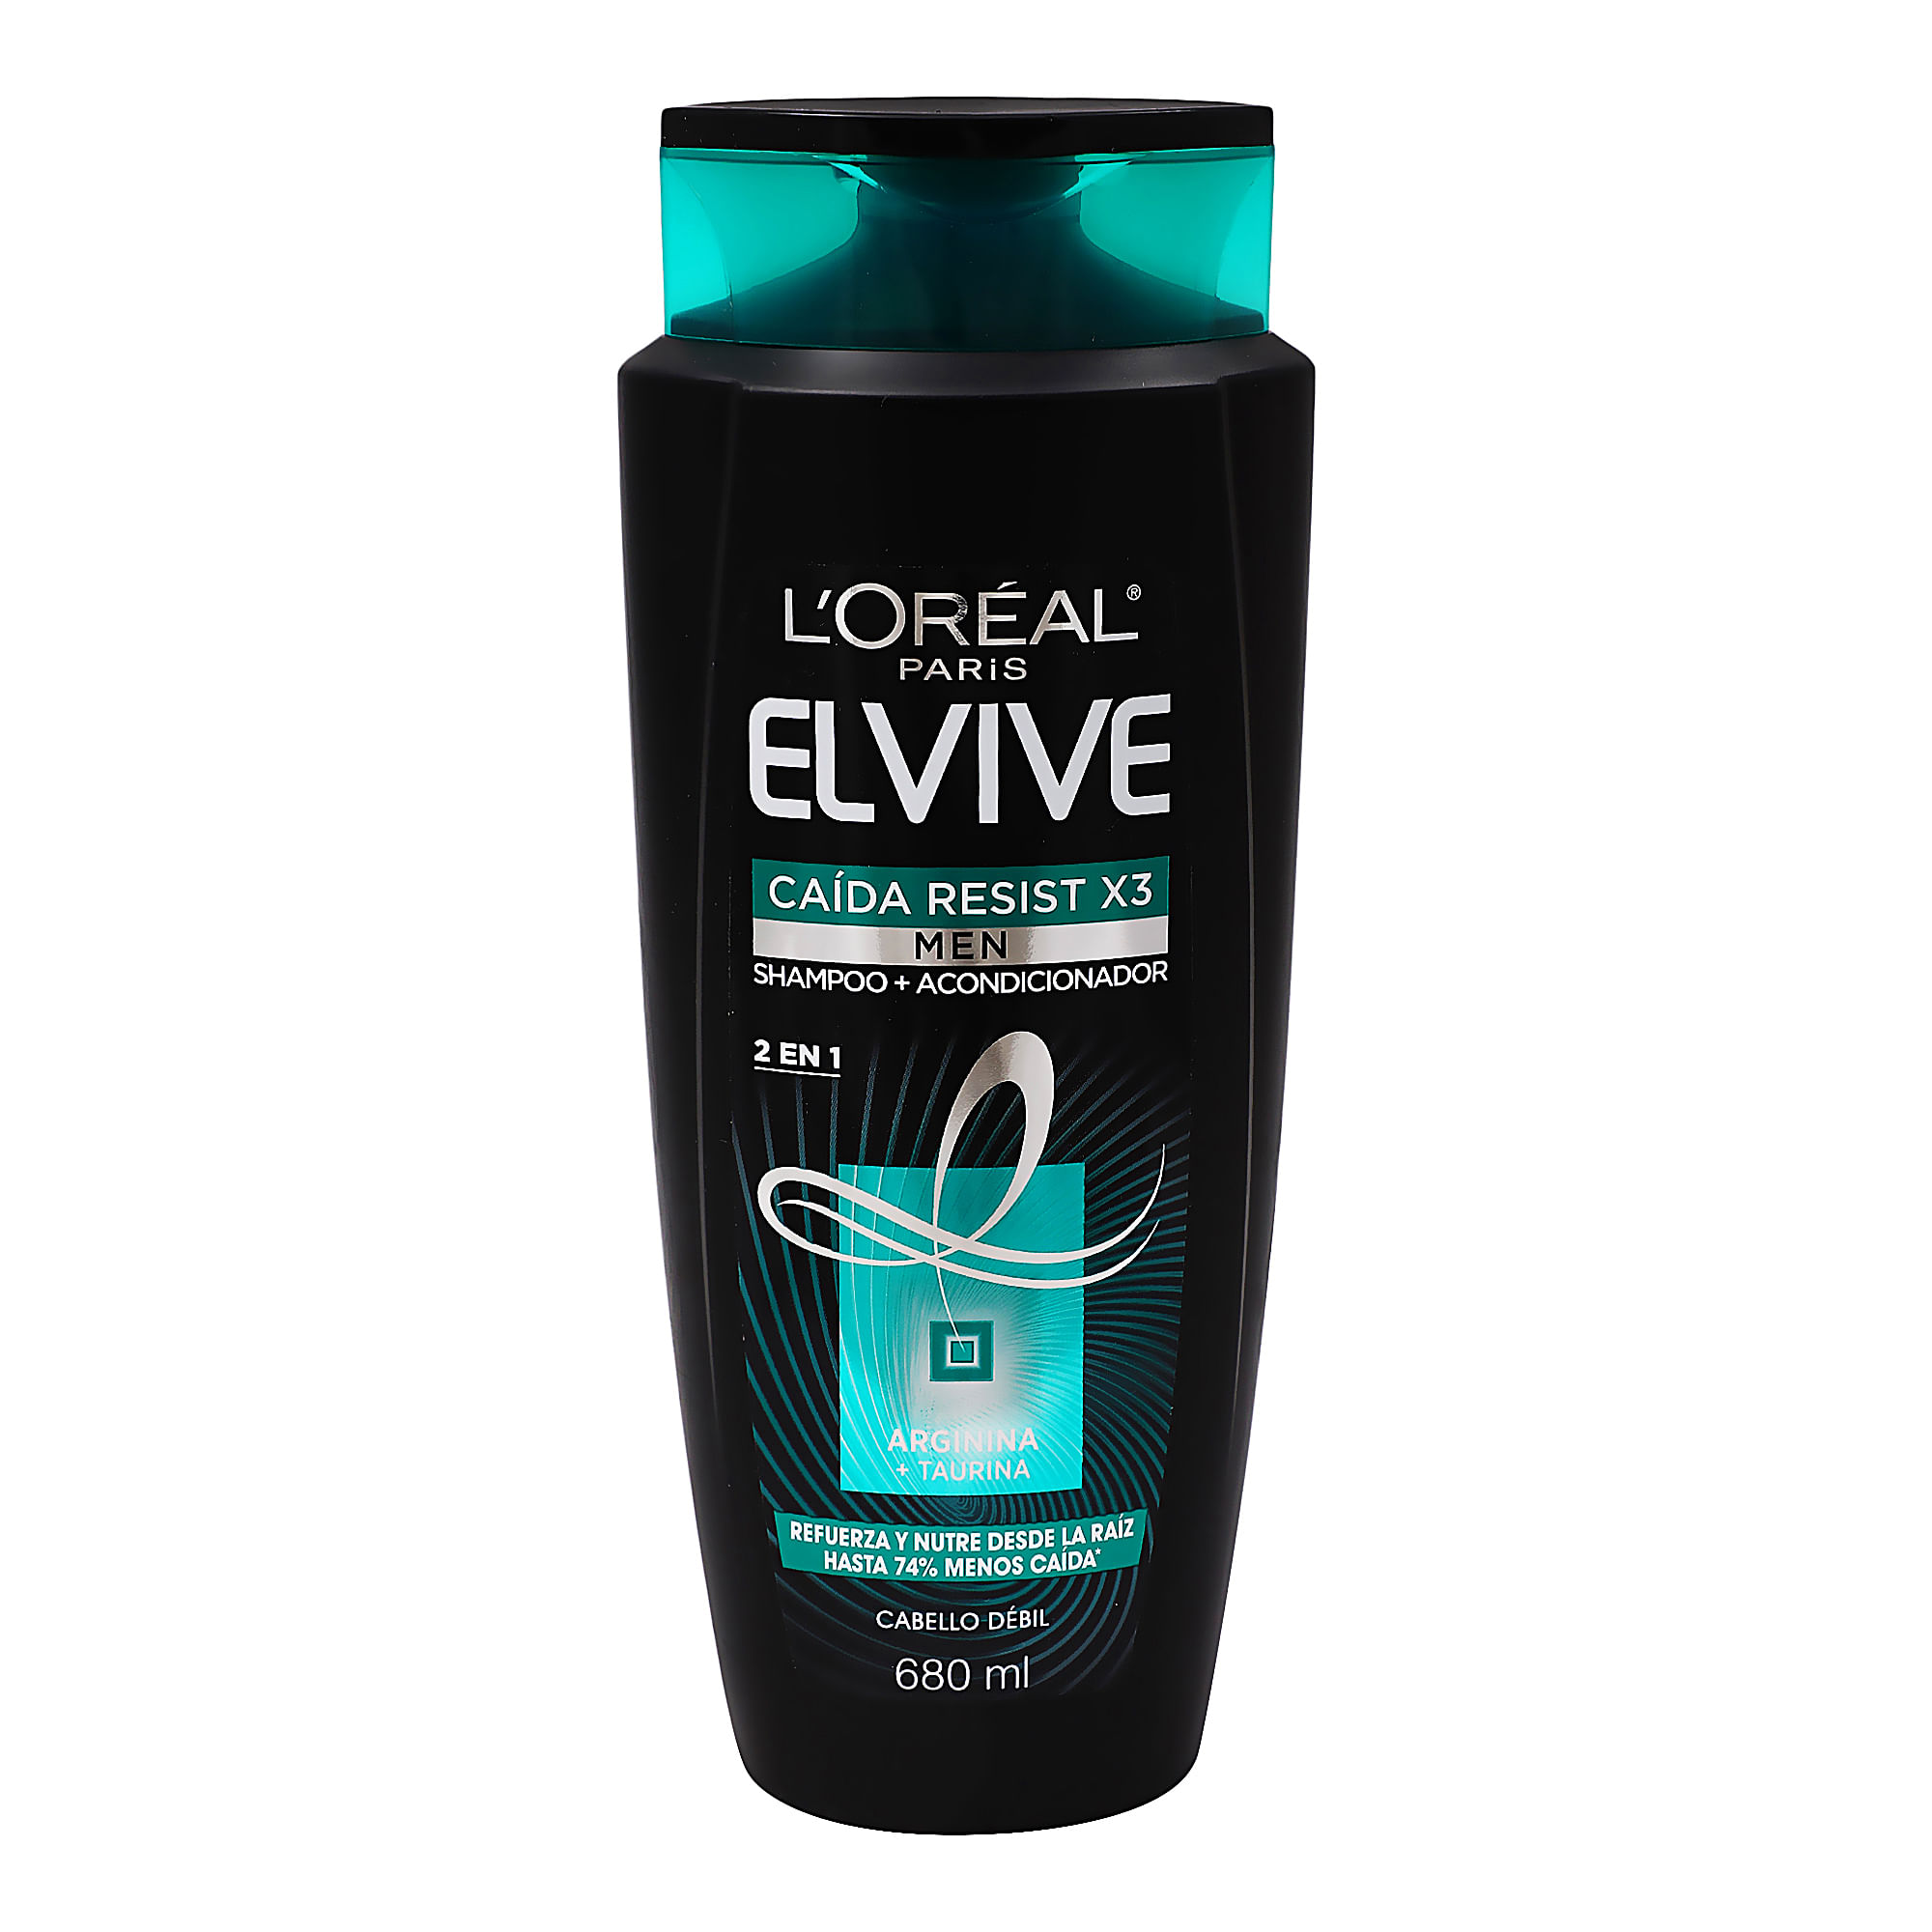 L'ORÉAL®
PARiS
ELVIVE
CAÍDA RESIST X3
MEN
SHAMPOO + ACONDICIONADOR
2 EN 1
ARGININA
+ TAURINA
REFUERZA Y NUTRE DESDE LA RAÍZ
HASTA 74% MENOS CAÍDA*
CABELLO DÉBIL
680 ml